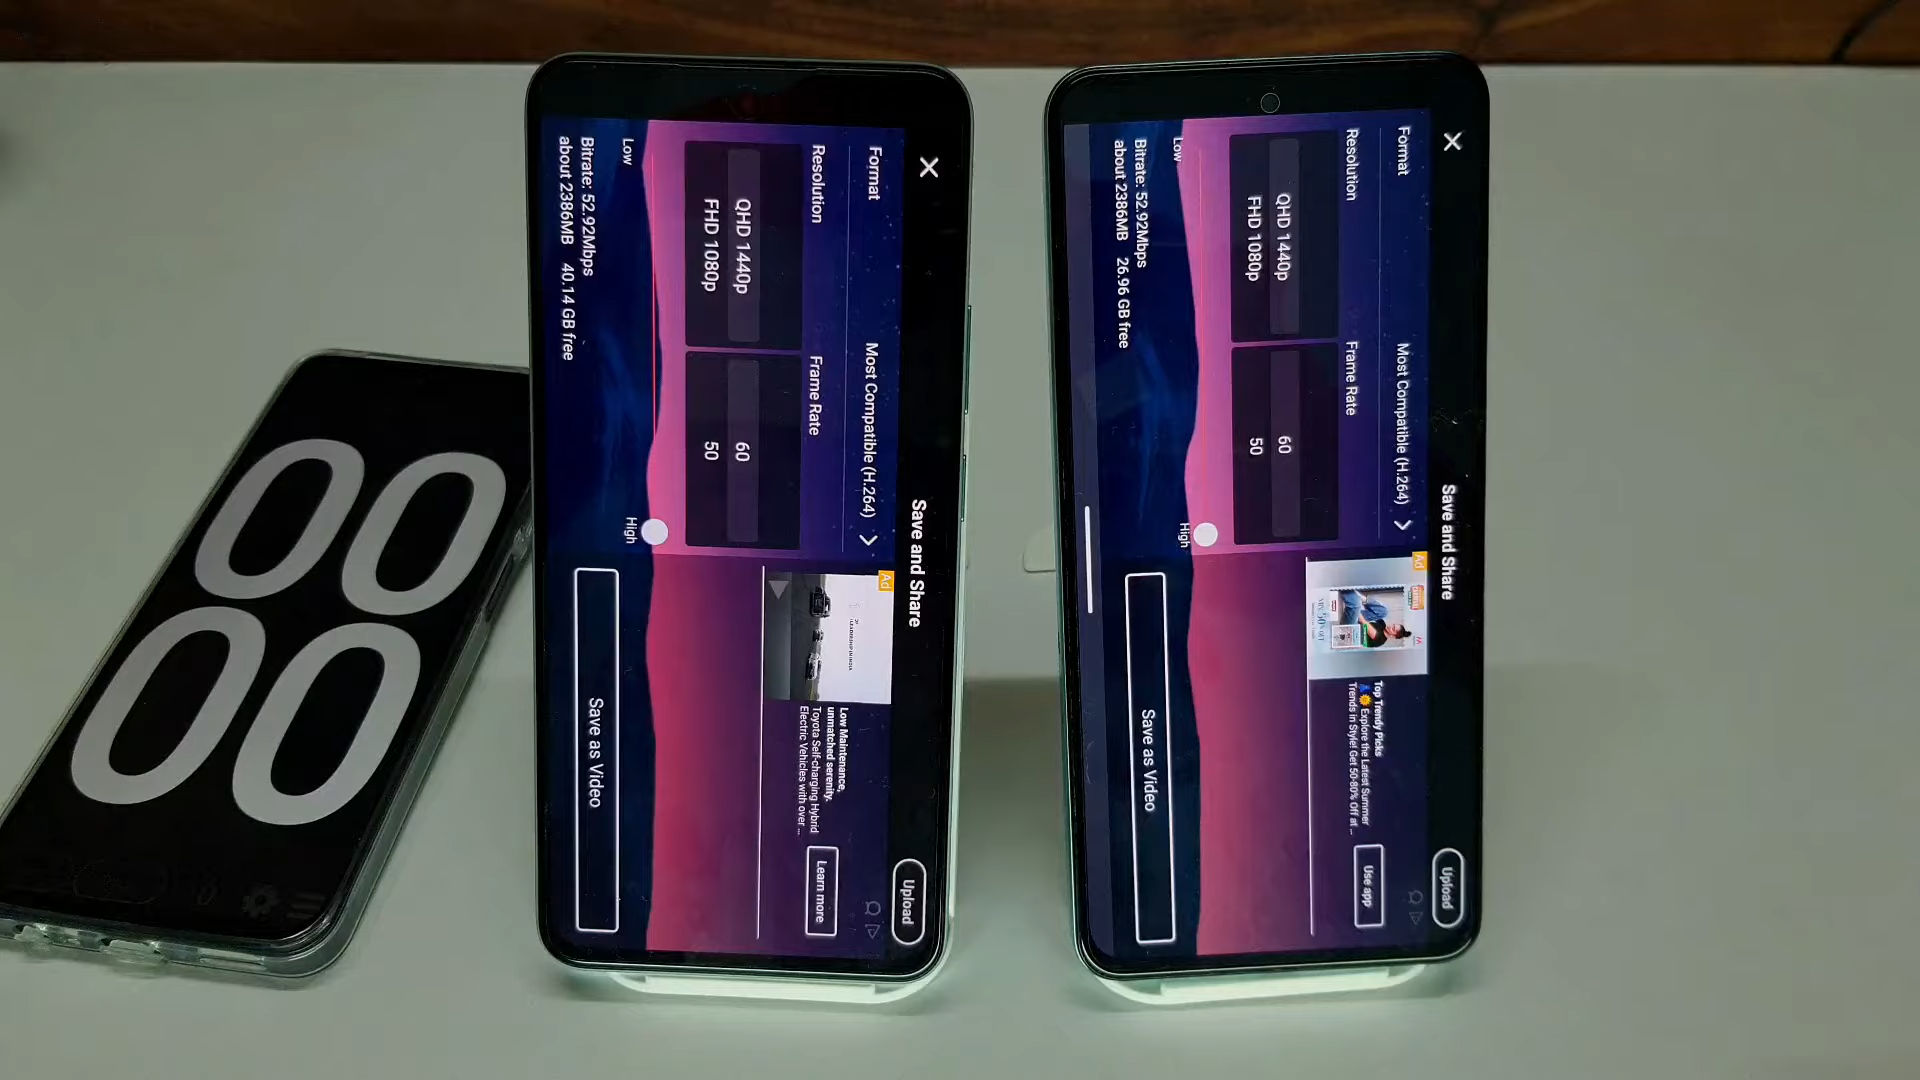 00
00
Save and Share
Upload
Format
Most Compatible (H.264)
Resolution
Frame Rate
QHD 1440p
FHD 1080p
60
50
Low
High
Bitrate: 52.92Mbps
about 2386MB 40.14 GB free
Ad
Low Maintenance,
unmatched serenity.
Toyota Self-charging Hybrid
Electric Vehicles with over ...
Learn more
Save as Video
Save and Share
Upload
Format
Most Compatible (H.264)
Resolution
Frame Rate
QHD 1440p
FHD 1080p
60
50
Low
High
Bitrate: 52.92Mbps
about 2386MB 26.96 GB free
Ad
Top Trendy Picks
Explore the Latest Summer
Trends in Style! Get 50-80% Off at ...
Use app
Save as Video